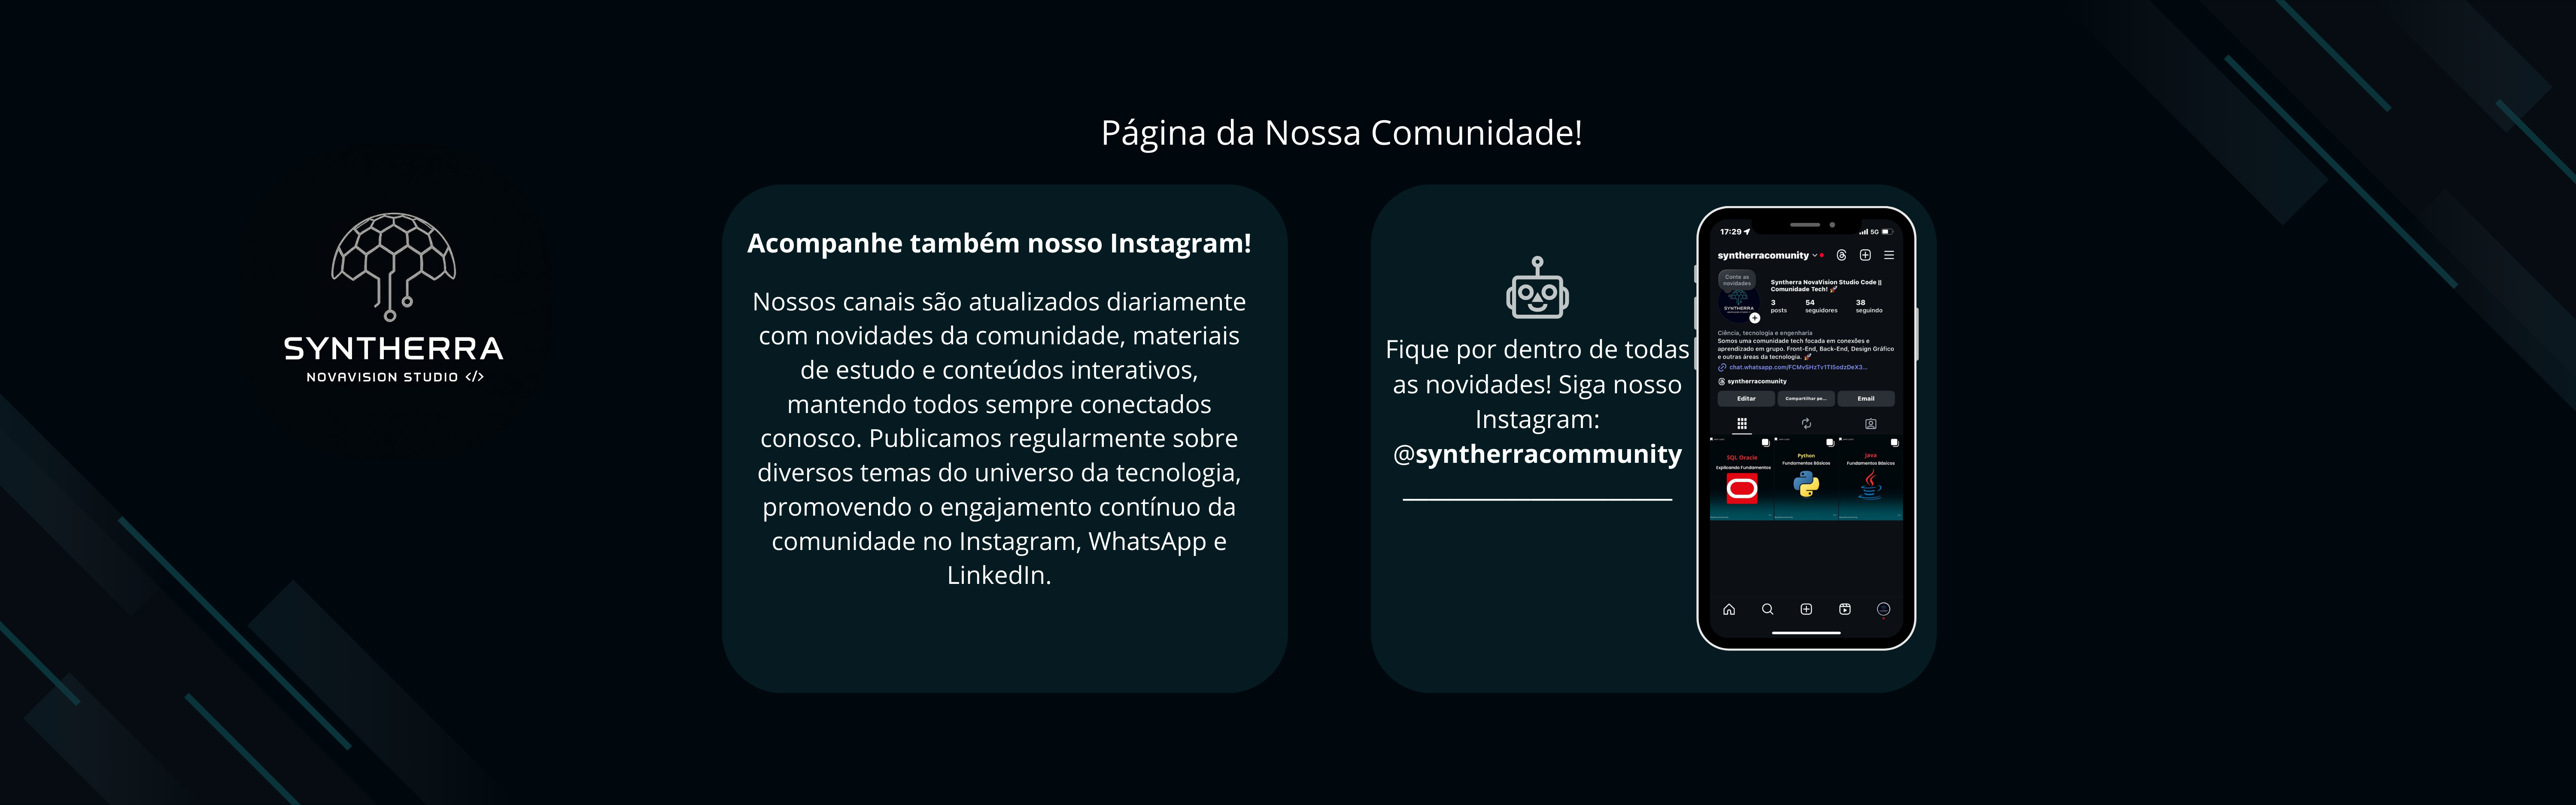 Página da Nossa Comunidade!
SYNTHERRA
NOVAVISION STUDIO </>
Acompanhe também nosso Instagram!
Nossos canais são atualizados diariamente
com novidades da comunidade, materiais
de estudo e conteúdos interativos,
mantendo todos sempre conectados
conosco. Publicamos regularmente sobre
diversos temas do universo da tecnologia,
promovendo o engajamento contínuo da
comunidade no Instagram, WhatsApp e
LinkedIn.
Fique por dentro de todas
as novidades! Siga nosso
Instagram:
@syntherracommunity
17:29 5G
syntherracomunity
Conte as
novidades
Syntherra NovaVision Studio Code ||
Comunidade Tech! 🚀
3 54 38
posts seguidores seguindo
Ciência, tecnologia e engenharia
Somos uma comunidade tech focada em conexões e
aprendizado em grupo. Front-End, Back-End, Design Gráfico
e outras áreas da tecnologia. 🚀
syntherracomunity
Editar Compartilhar pe... Email
SQL Oracle
Explicando Fundamentos
Python
Fundamentos Básicos
Java
Fundamentos Básicos